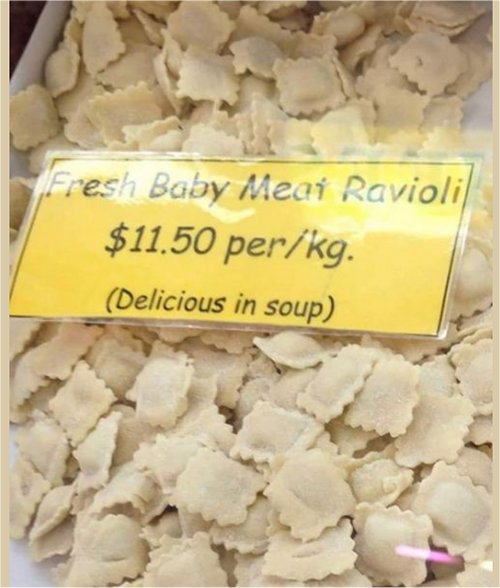 Fresh Baby Meat Ravioli
$11.50 per/kg.
(Delicious in soup)